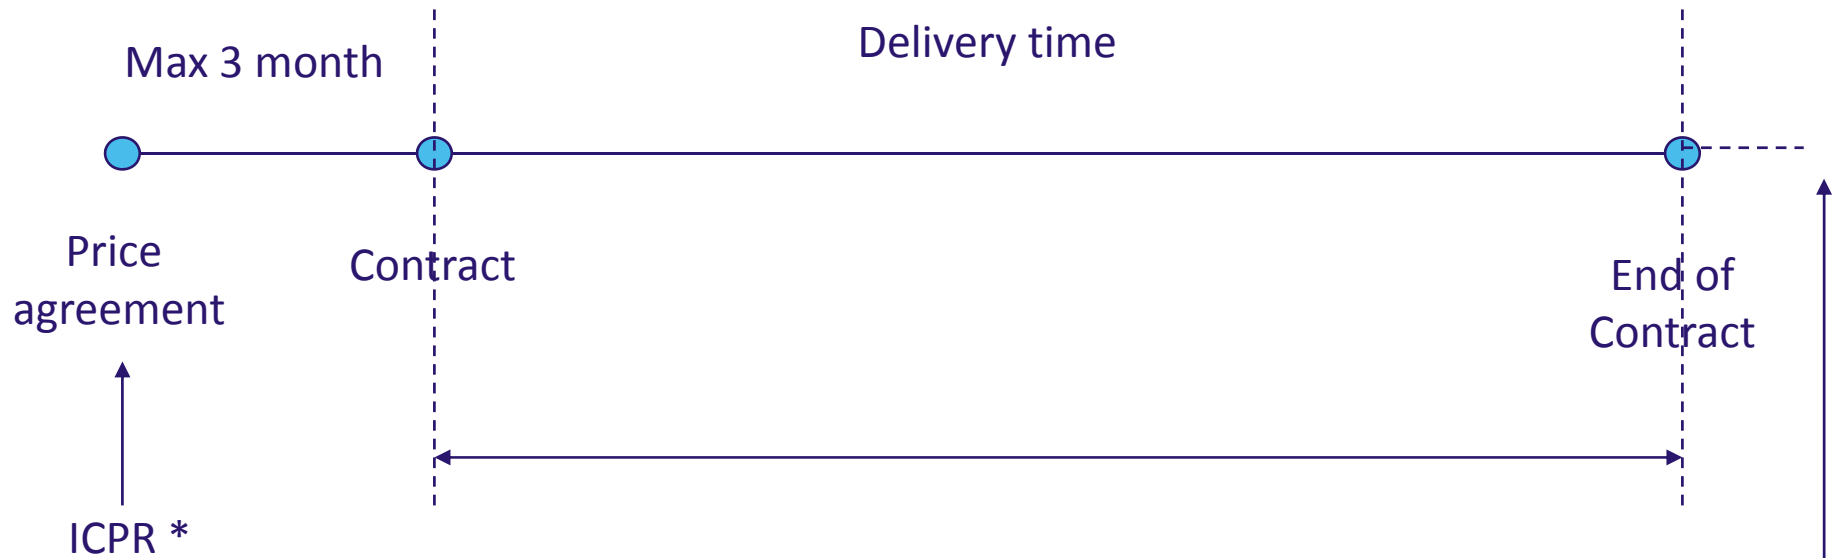 Max 3 month
Delivery time
Price
agreement
Contract
End of
Contract
ICPR *